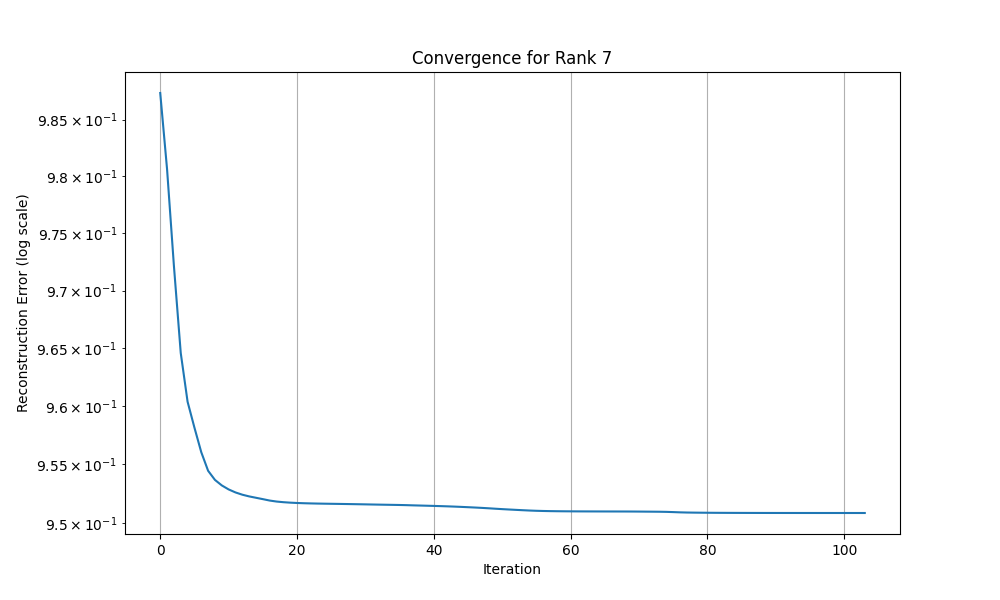 Convergence for Rank 7
Reconstruction Error (log scale)
9.85 × 10⁻¹
9.8 × 10⁻¹
9.75 × 10⁻¹
9.7 × 10⁻¹
9.65 × 10⁻¹
9.6 × 10⁻¹
9.55 × 10⁻¹
9.5 × 10⁻¹
0 20 40 60 80 100
Iteration